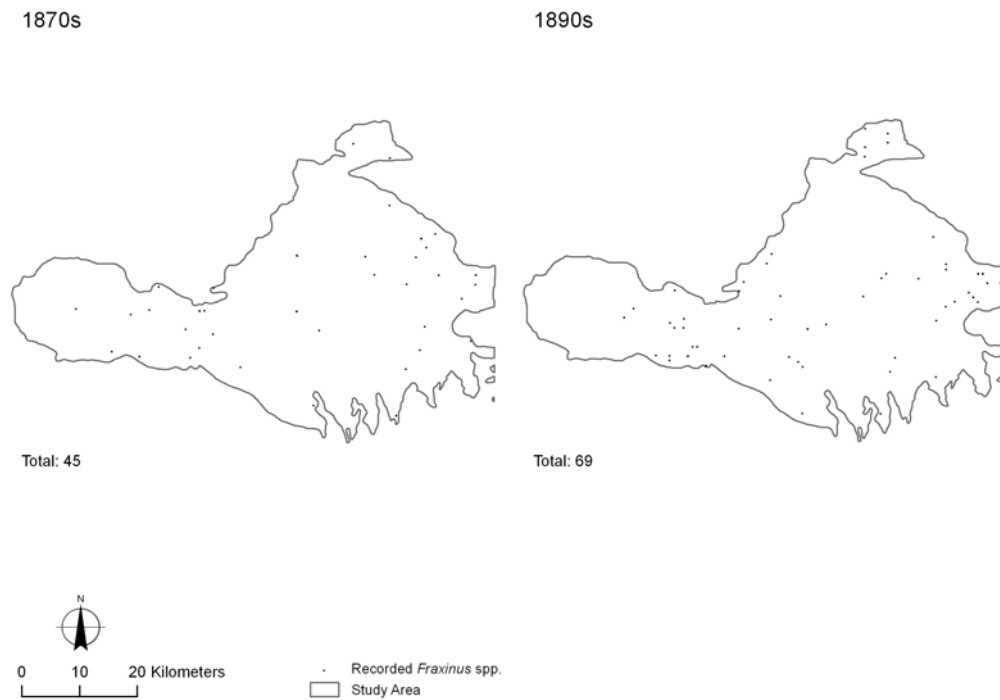 1870s
1890s
Total: 45
Total: 69
N
0 10 20 Kilometers
Recorded Fraxinus spp.
Study Area